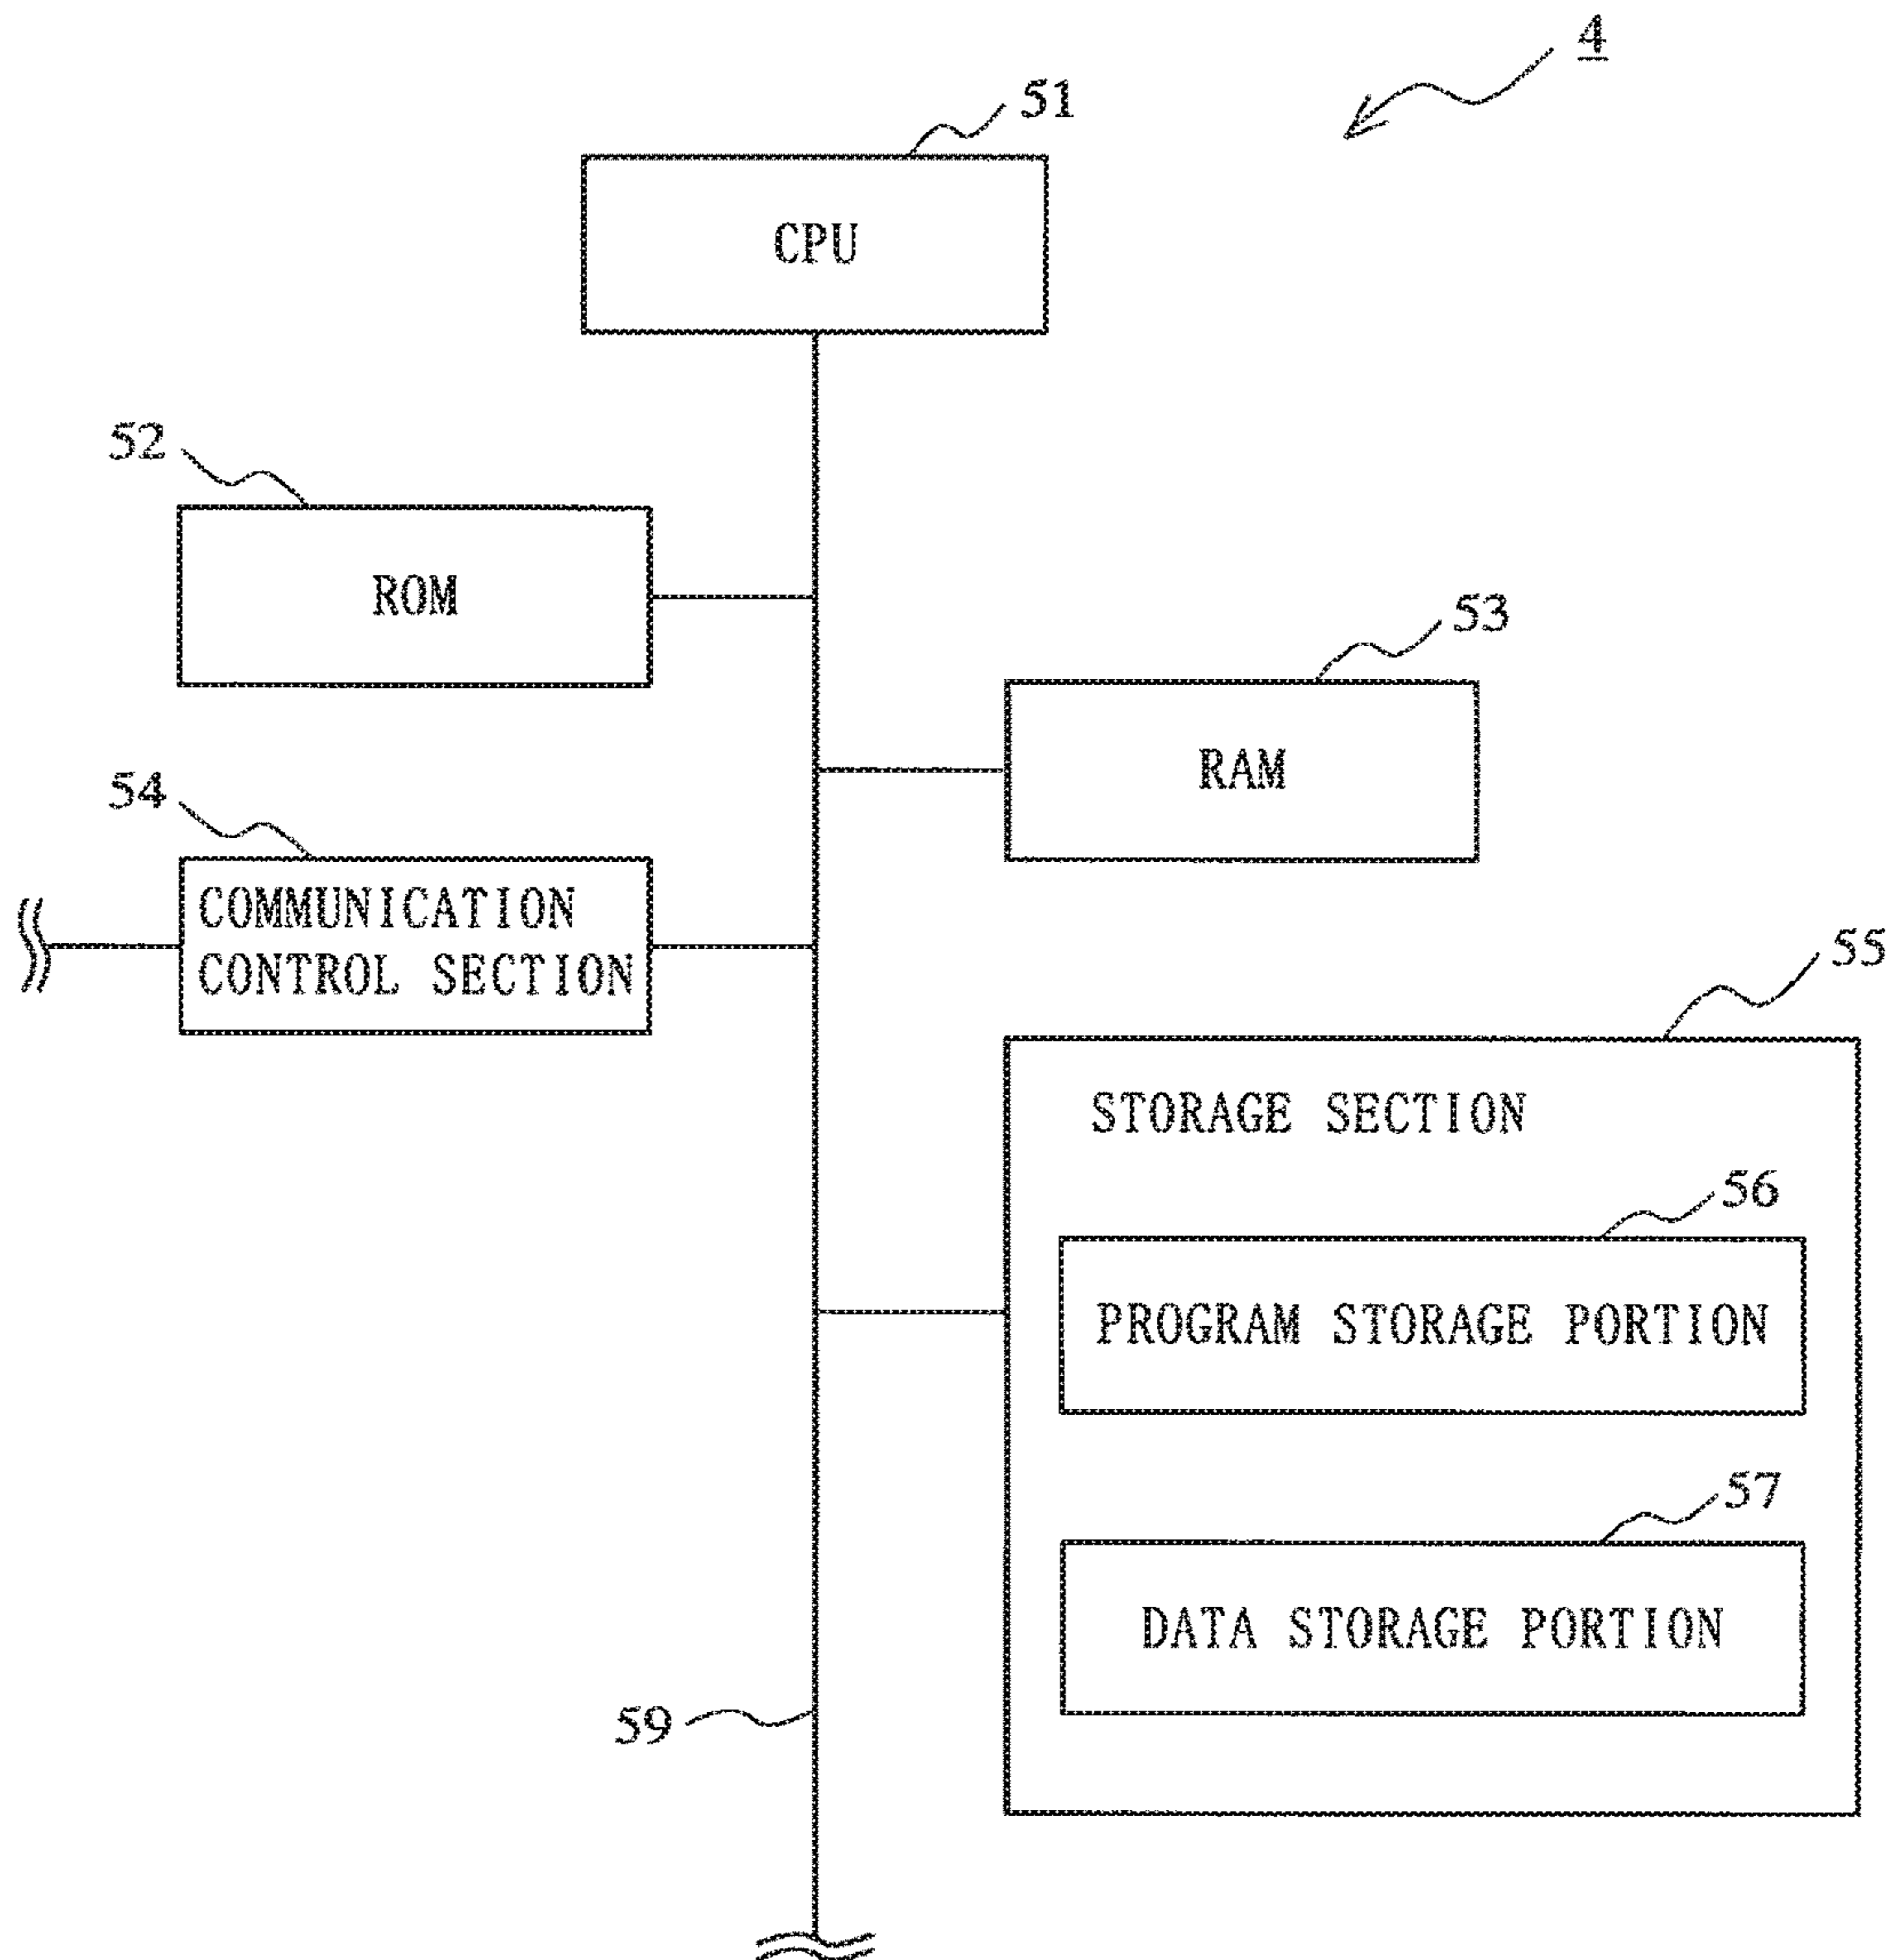 4
51
CPU
52
ROM
53
RAM
54
COMMUNICATION
CONTROL SECTION
55
STORAGE SECTION
56
PROGRAM STORAGE PORTION
57
DATA STORAGE PORTION
59